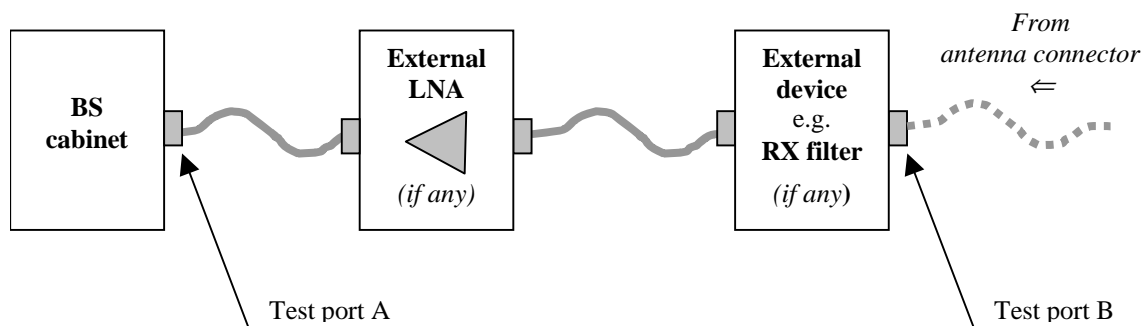 BS
cabinet
External
LNA
(if any)
External
device
e.g.
RX filter
(if any)
From
antenna connector
⇐
Test port A
Test port B